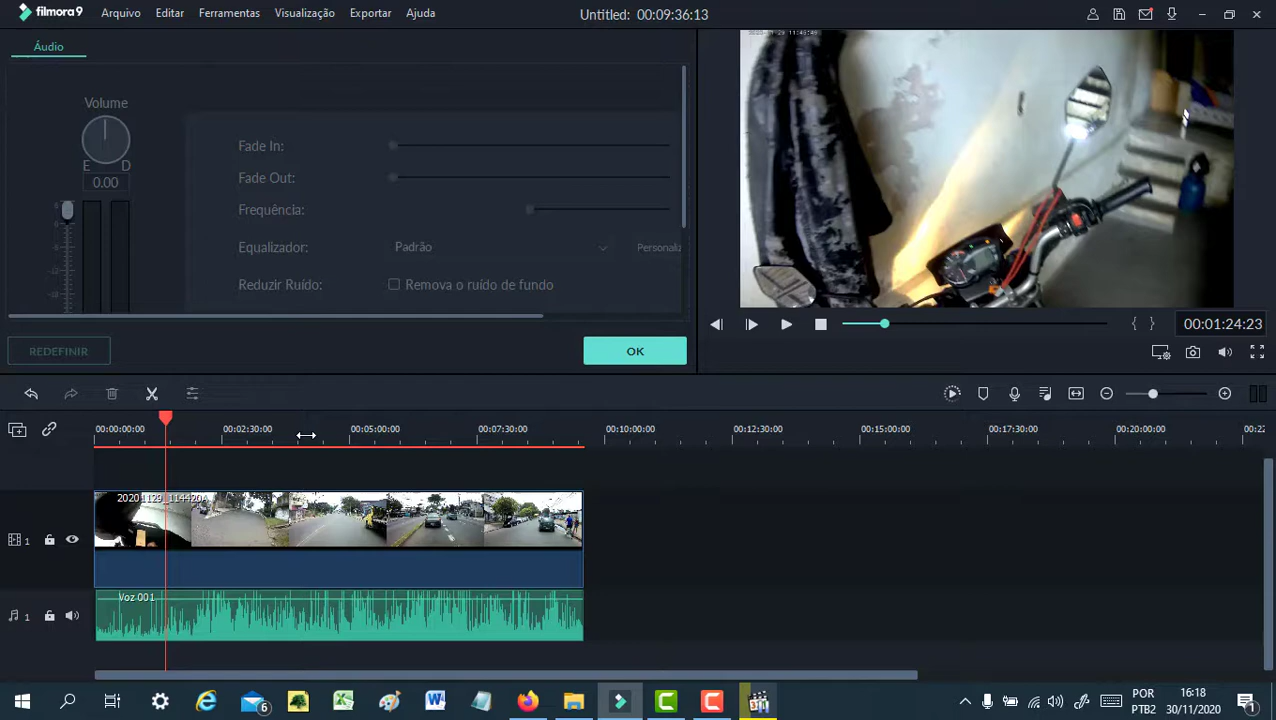 filmora9 Arquivo Editar Ferramentas Visualização Exportar Ajuda Untitled: 00:09:36:13
Áudio
Volume
E D
0.00
Fade In:
Fade Out:
Frequência:
Equalizador: Padrão
Reduzir Ruído: Remova o ruído de fundo
REDEFINIR OK
{ } 00:01:24:23
00:00:00:00 00:02:30:00 00:05:00:00 00:07:30:00 00:10:00:00 00:12:30:00 00:15:00:00 00:17:30:00 00:20:00:00
20201129_114420A
1
Voz 001
1
6
POR
PTB2
16:18
30/11/2020
1